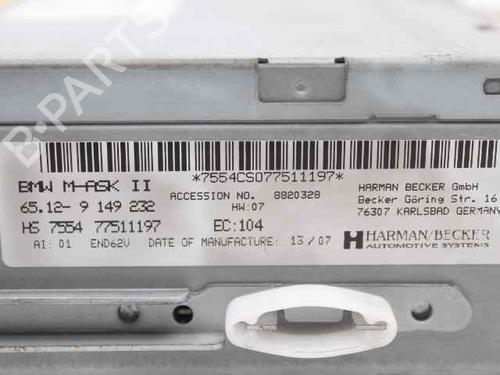 B-PARTS
*7554CS077511197*
BMW M-ASK II
ACCESSION NO. 8820328
HARMAN BECKER GmbH
65.12- 9 149 232
HW:07
Becker Göring Str. 16
HS 7554 77511197
EC:104
76307 KARLSBAD GERMANY
AI: 01 END62V DATE OF MANUFACTURE: 13/07
HARMAN/BECKER
AUTOMOTIVE SYSTEMS